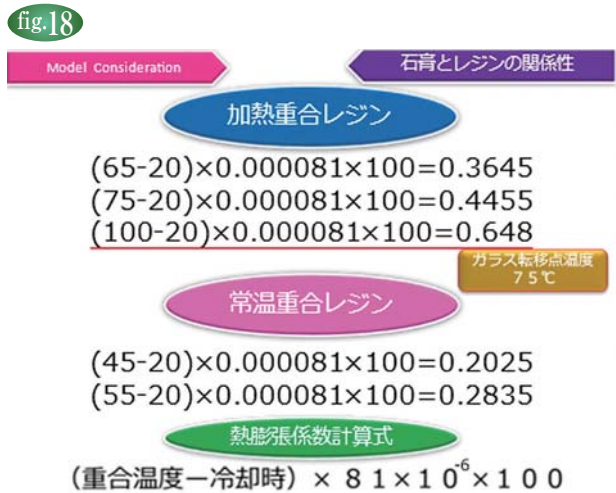 fig.18
Model Consideration
石膏とレジンの関係性
加熱重合レジン
(65-20)×0.000081×100=0.3645
(75-20)×0.000081×100=0.4455
(100-20)×0.000081×100=0.648
ガラス転移点温度
75℃
常温重合レジン
(45-20)×0.000081×100=0.2025
(55-20)×0.000081×100=0.2835
熱膨張係数計算式
(重合温度ー冷却時)×81×10⁻⁶×100